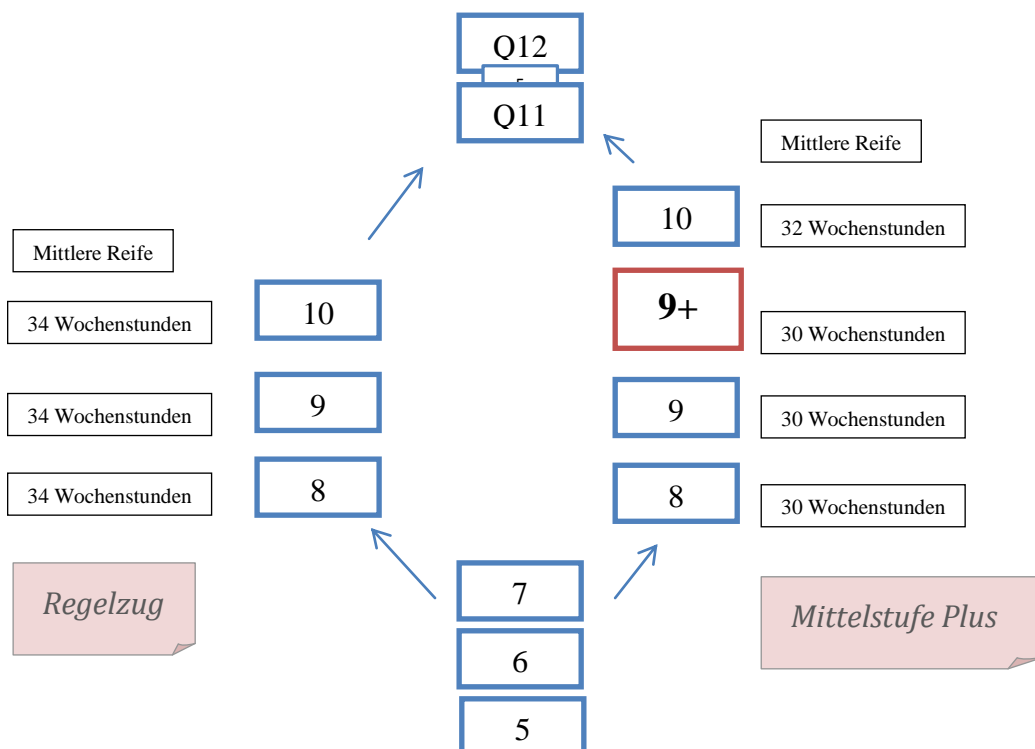 Q12
Q11
Mittlere Reife
10
32 Wochenstunden
Mittlere Reife
34 Wochenstunden
10
9+
30 Wochenstunden
34 Wochenstunden
9
9
30 Wochenstunden
34 Wochenstunden
8
8
30 Wochenstunden
Regelzug
7
Mittelstufe Plus
6
5